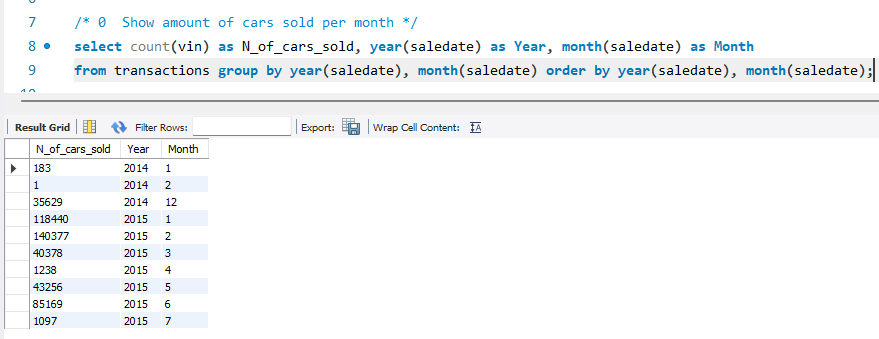 7 /* 0  Show amount of cars sold per month */
8 select count(vin) as N_of_cars_sold, year(saledate) as Year, month(saledate) as Month
9 from transactions group by year(saledate), month(saledate) order by year(saledate), month(saledate);
Result Grid Filter Rows: Export: Wrap Cell Content: IA
N_of_cars_sold Year Month
183 2014 1
1 2014 2
35629 2014 12
118440 2015 1
140377 2015 2
40378 2015 3
1238 2015 4
43256 2015 5
85169 2015 6
1097 2015 7